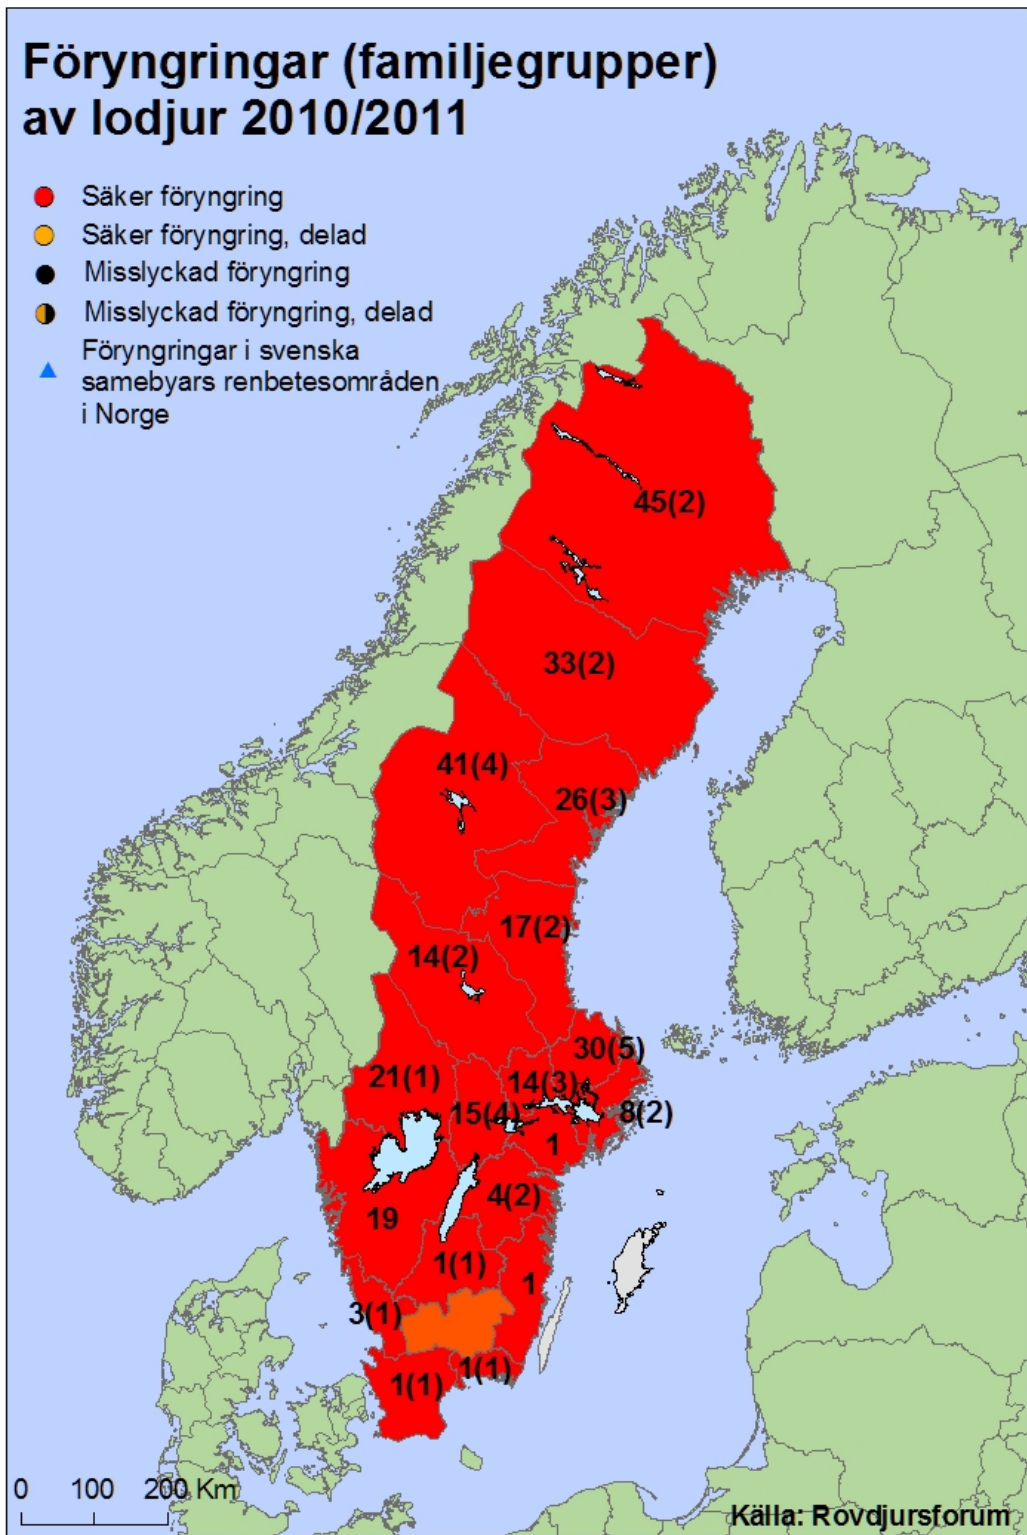 Föryngringar (familjegrupper)
av lodjur 2010/2011
Säker föryngring
Säker föryngring, delad
Misslyckad föryngring
Misslyckad föryngring, delad
Föryngringar i svenska
samebyars renbetesområden
i Norge
45(2)
33(2)
41(4)
26(3)
17(2)
14(2)
30(5)
21(1)
14(3)
15(4)
8(2)
1
4(2)
19
1(1)
1
3(1)
1(1)
1(1)
0 100 200 Km
Källa: Rovdjursforum